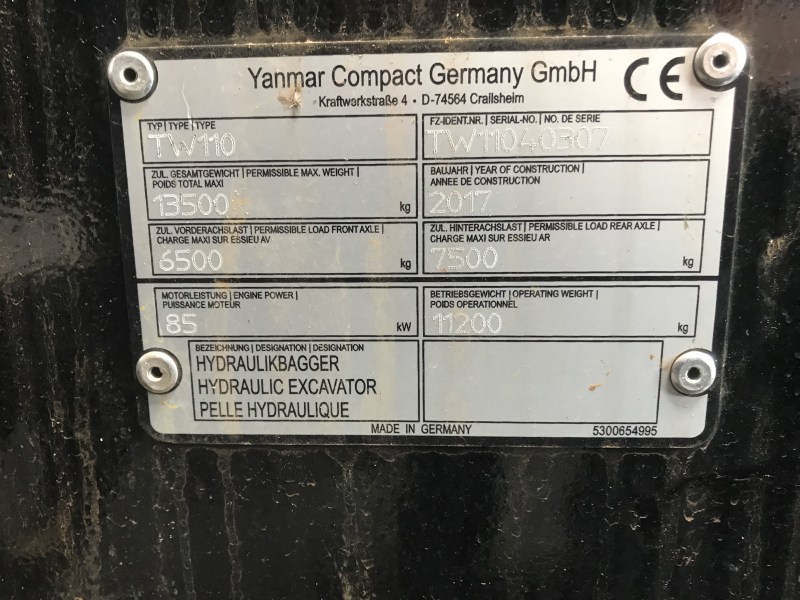 Yanmar Compact Germany GmbH
CE
Kraftwerkstraße 4 • D-74564 Crailsheim
TYP | TYPE | TYPE
TW110
FZ-IDENT.NR. | SERIAL-NO. | NO. DE SERIE
TW11040307
ZUL. GESAMTGEWICHT | PERMISSIBLE MAX. WEIGHT |
POIDS TOTAL MAXI
13500 kg
BAUJAHR | YEAR OF CONSTRUCTION |
ANNEE DE CONSTRUCTION
2017
ZUL. VORDERACHSLAST | PERMISSIBLE LOAD FRONT AXLE |
CHARGE MAXI SUR ESSIEU AV
6500 kg
ZUL. HINTERACHSLAST | PERMISSIBLE LOAD REAR AXLE |
CHARGE MAXI SUR ESSIEU AR
7500 kg
MOTORLEISTUNG | ENGINE POWER |
PUISSANCE MOTEUR
85 kW
BETRIEBSGEWICHT | OPERATING WEIGHT |
POIDS OPERATIONNEL
11200 kg
BEZEICHNUNG | DESIGNATION | DESIGNATION
HYDRAULIKBAGGER
HYDRAULIC EXCAVATOR
PELLE HYDRAULIQUE
MADE IN GERMANY
5300654995